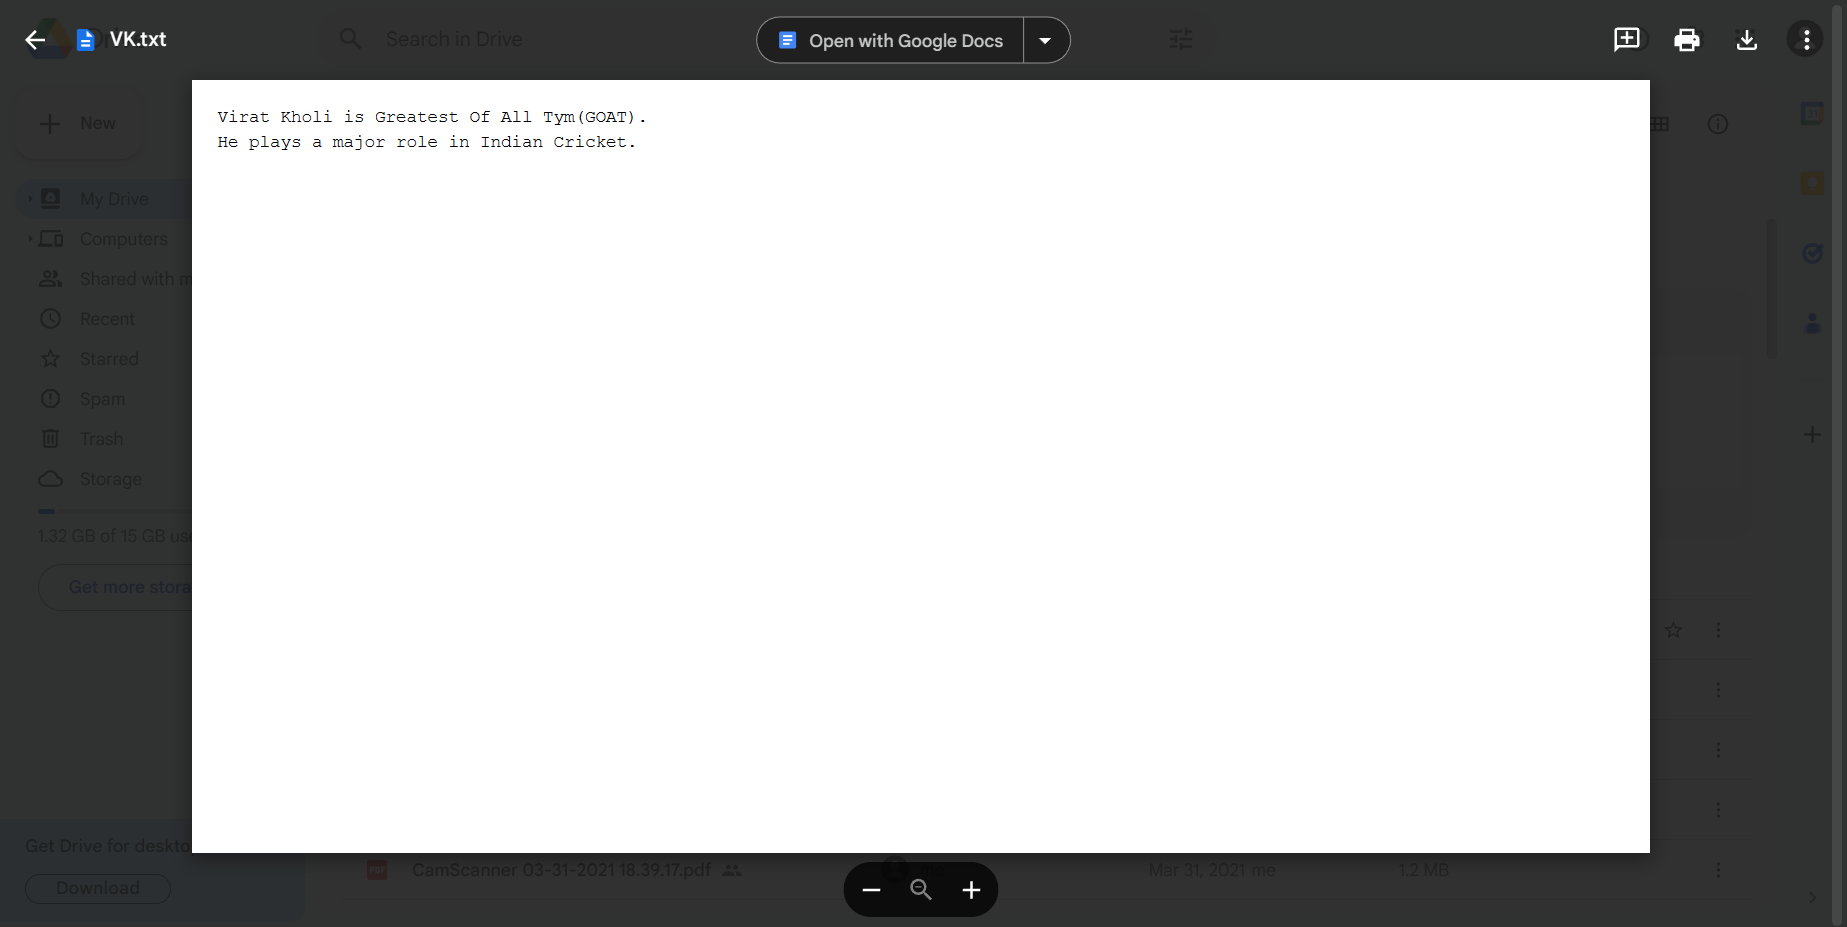 VK.txt
Search in Drive
Open with Google Docs
New
Virat Kholi is Greatest Of All Tym(GOAT).
He plays a major role in Indian Cricket.
My Drive
Computers
Shared with
Recent
Starred
Spam
Trash
Storage
1.32 GB of 15 GB
Get more
Get Drive for
Download
PDF CamScanner 03-31-2021 18.39.17.pdf Mar 31, 2021 me 1.2 MB